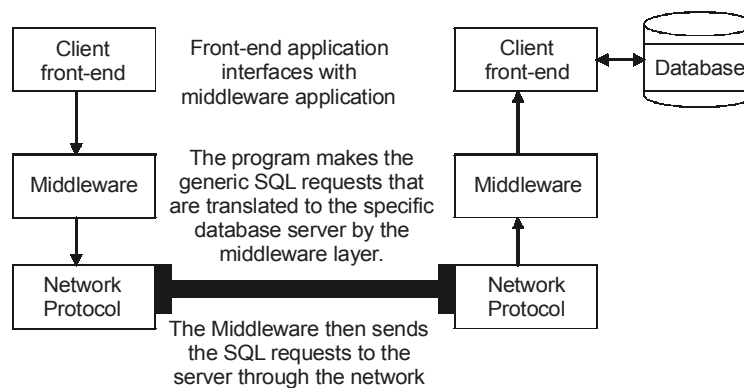 Client
front-end
Front-end application
interfaces with
middleware application
Client
front-end
Database
Middleware
The program makes the
generic SQL requests that
are translated to the specific
database server by the
middleware layer.
Middleware
Network
Protocol
Network
Protocol
The Middleware then sends
the SQL requests to the
server through the network